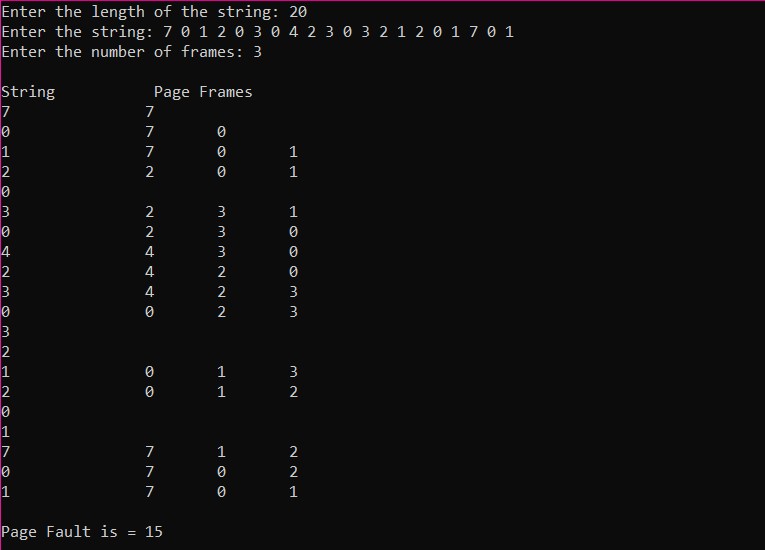 Enter the length of the string: 20
Enter the string: 7 0 1 2 0 3 0 4 2 3 0 3 2 1 2 0 1 7 0 1
Enter the number of frames: 3
String Page Frames
7 7
0 7 0
1 7 0 1
2 2 0 1
0
3 2 3 1
0 2 3 0
4 4 3 0
2 4 2 0
3 4 2 3
0 0 2 3
3
2
1 0 1 3
2 0 1 2
0
1
7 7 1 2
0 7 0 2
1 7 0 1
Page Fault is = 15